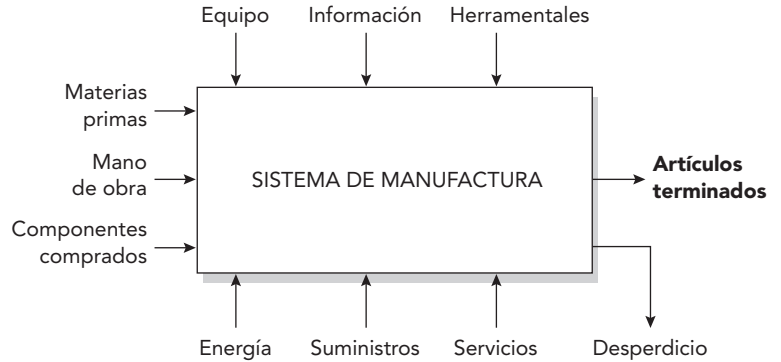 Equipo
Información
Herramentales
Materias
primas
Mano
de obra
SISTEMA DE MANUFACTURA
Artículos
terminados
Componentes
comprados
Energía
Suministros
Servicios
Desperdicio